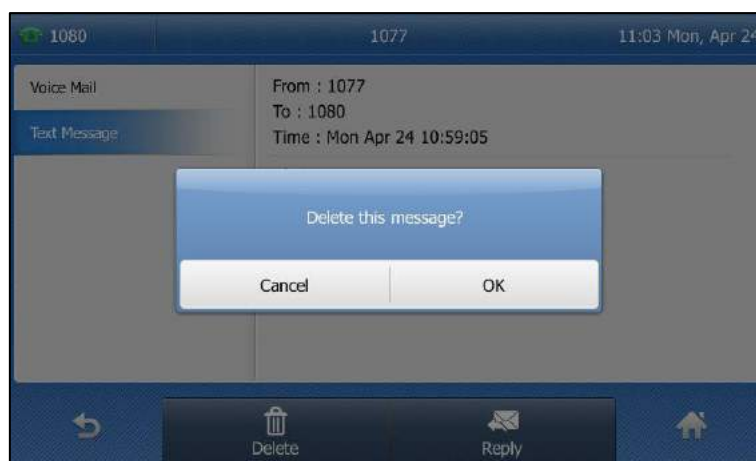 1080 1077 11:03 Mon, Apr 24
Voice Mail
Text Message
From : 1077
To : 1080
Time : Mon Apr 24 10:59:05
Delete this message?
Cancel OK
Delete Reply